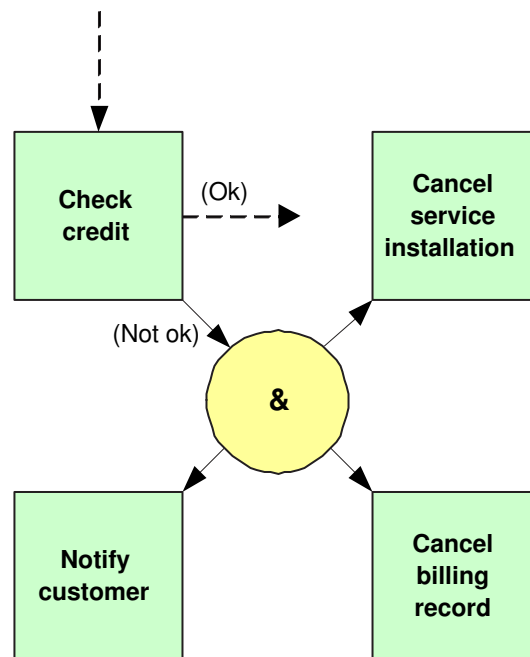 Check
credit
(Ok)
Cancel
service
installation
(Not ok)
&
Notify
customer
Cancel
billing
record